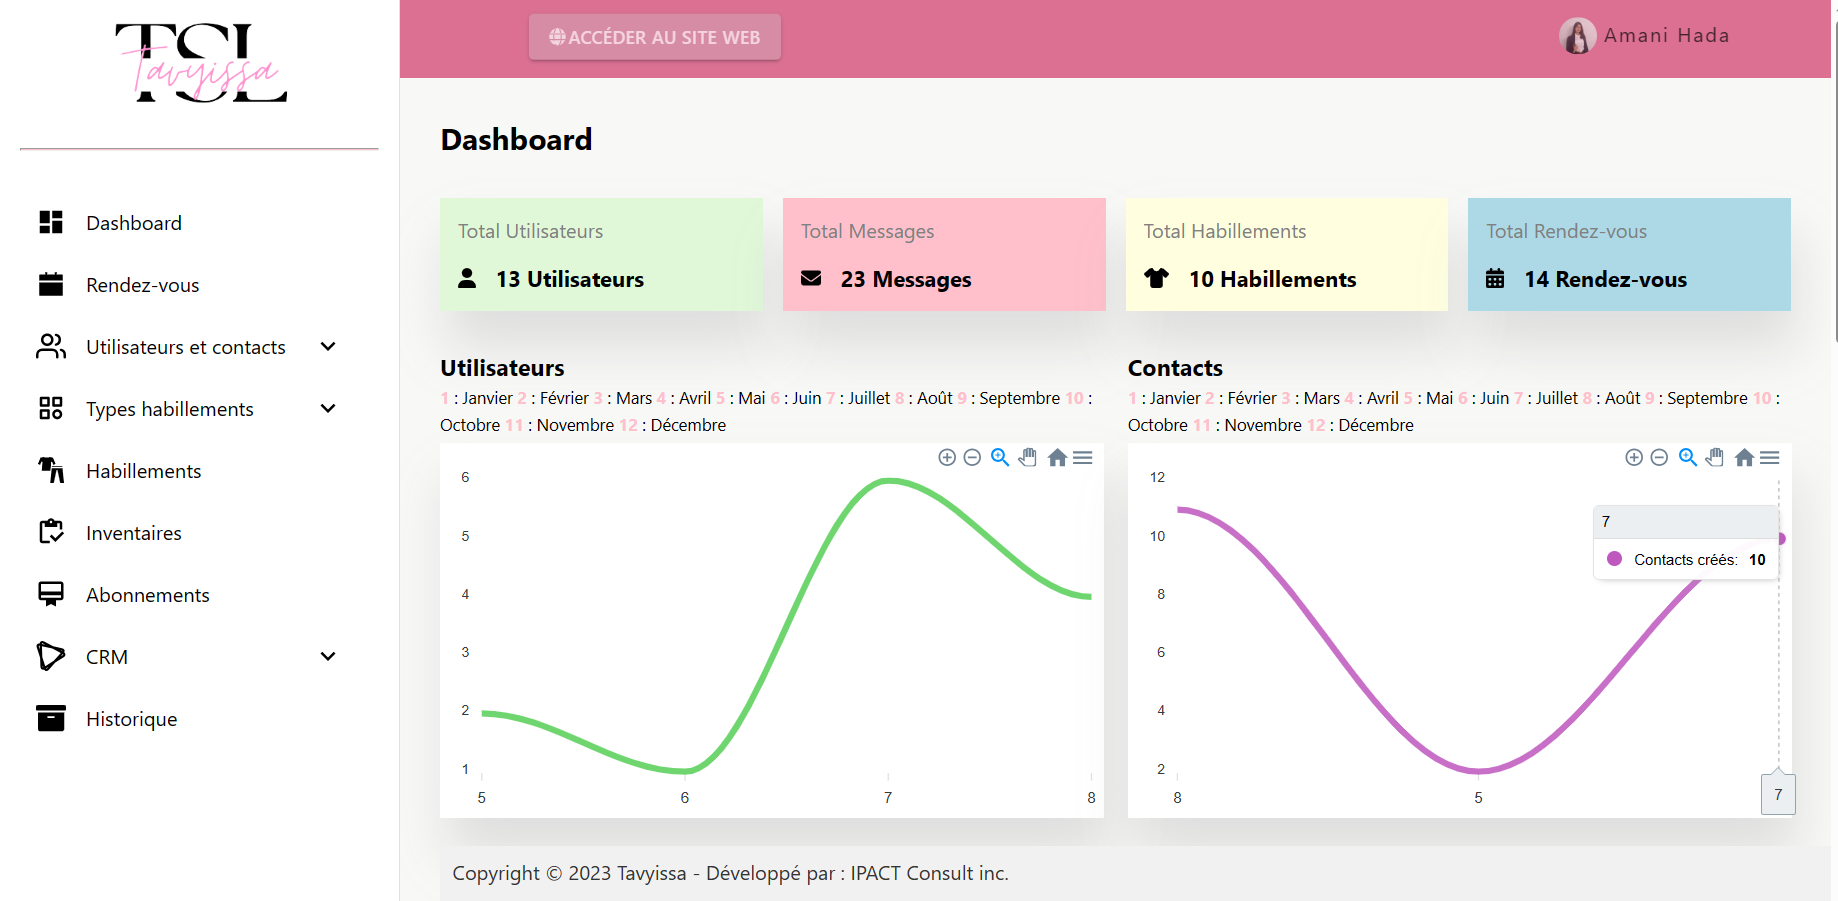 TSL
Tavyissa
ACCÉDER AU SITE WEB
Amani Hada
Dashboard
Rendez-vous
Utilisateurs et contacts
Types habillements
Habillements
Inventaires
Abonnements
CRM
Historique
Dashboard
Total Utilisateurs
13 Utilisateurs
Total Messages
23 Messages
Total Habillements
10 Habillements
Total Rendez-vous
14 Rendez-vous
Utilisateurs
1 : Janvier 2 : Février 3 : Mars 4 : Avril 5 : Mai 6 : Juin 7 : Juillet 8 : Août 9 : Septembre 10 :
Octobre 11 : Novembre 12 : Décembre
6
5
4
3
2
1
5 6 7 8
Contacts
1 : Janvier 2 : Février 3 : Mars 4 : Avril 5 : Mai 6 : Juin 7 : Juillet 8 : Août 9 : Septembre 10 :
Octobre 11 : Novembre 12 : Décembre
12
10
8
6
4
2
7
Contacts créés: 10
8 5 7
Copyright © 2023 Tavyissa - Développé par : IPACT Consult inc.